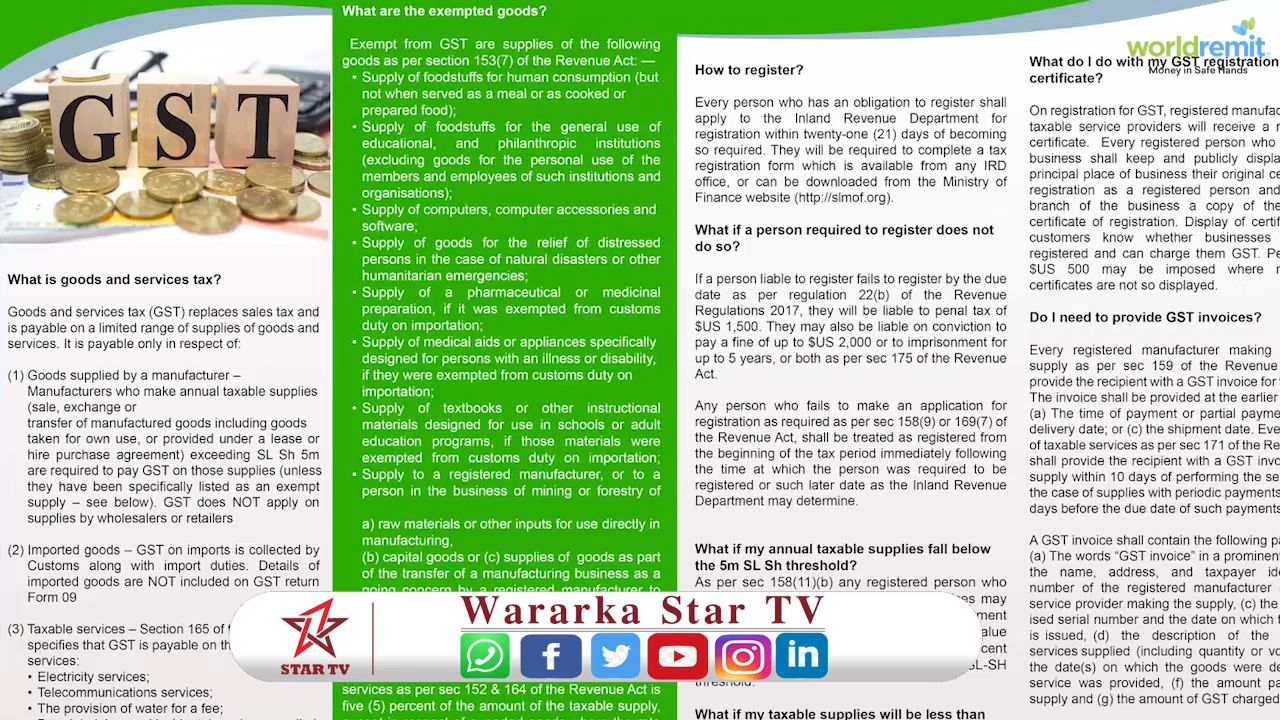 GST
What is goods and services tax?
Goods and services tax (GST) replaces sales tax and
is payable on a limited range of supplies of goods and
services. It is payable only in respect of:
(1) Goods supplied by a manufacturer –
Manufacturers who make annual taxable supplies
(sale, exchange or
transfer of manufactured goods including goods
taken for own use, or provided under a lease or
hire purchase agreement) exceeding SL Sh 5m
are required to pay GST on those supplies (unless
they have been specifically listed as an exempt
supply – see below). GST does NOT apply on
supplies by wholesalers or retailers
(2) Imported goods – GST on imports is collected by
Customs along with import duties. Details of
imported goods are NOT included on GST return
Form 09
(3) Taxable services – Section 165 of
specifies that GST is payable on
services:
• Electricity services;
• Telecommunications services;
• The provision of water for a fee;
What are the exempted goods?
Exempt from GST are supplies of the following
goods as per section 153(7) of the Revenue Act: —
• Supply of foodstuffs for human consumption (but
not when served as a meal or as cooked or
prepared food);
• Supply of foodstuffs for the general use of
educational, and philanthropic institutions
(excluding goods for the personal use of the
members and employees of such institutions and
organisations);
• Supply of computers, computer accessories and
software;
• Supply of goods for the relief of distressed
persons in the case of natural disasters or other
humanitarian emergencies;
• Supply of a pharmaceutical or medicinal
preparation, if it was exempted from customs
duty on importation;
• Supply of medical aids or appliances specifically
designed for persons with an illness or disability,
if they were exempted from customs duty on
importation;
• Supply of textbooks or other instructional
materials designed for use in schools or adult
education programs, if those materials were
exempted from customs duty on importation;
• Supply to a registered manufacturer, or to a
person in the business of mining or forestry of
a) raw materials or other inputs for use directly in
manufacturing,
(b) capital goods or (c) supplies of goods as part
of the transfer of a manufacturing business as a
going concern by a registered manufacturer to
services as per sec 152 & 164 of the Revenue Act is
five (5) percent of the amount of the taxable supply,
How to register?
Every person who has an obligation to register shall
apply to the Inland Revenue Department for
registration within twenty-one (21) days of becoming
so required. They will be required to complete a tax
registration form which is available from any IRD
office, or can be downloaded from the Ministry of
Finance website (http://slmof.org).
What if a person required to register does not
do so?
If a person liable to register fails to register by the due
date as per regulation 22(b) of the Revenue
Regulations 2017, they will be liable to penal tax of
$US 1,500. They may also be liable on conviction to
pay a fine of up to $US 2,000 or to imprisonment for
up to 5 years, or both as per sec 175 of the Revenue
Act.
Any person who fails to make an application for
registration as required as per sec 158(9) or 169(7) of
the Revenue Act, shall be treated as registered from
the beginning of the tax period immediately following
the time at which the person was required to be
registered or such later date as the Inland Revenue
Department may determine.
What if my annual taxable supplies fall below
the 5m SL Sh threshold?
As per sec 158(11)(b) any registered person who
may
SL-SH
threshold.
What if my taxable supplies will be less than
worldremit
Money in Safe Hands
What do I do with my GST registration
certificate?
On registration for GST, registered
taxable service providers will receive a
certificate. Every registered person who
business shall keep and publicly
principal place of business their original
registration as a registered person and
branch of the business a copy of the
certificate of registration. Display of
customers know whether businesses
registered and can charge them GST.
$US 500 may be imposed where
certificates are not so displayed.
Do I need to provide GST invoices?
Every registered manufacturer making
supply as per sec 159 of the Revenue
provide the recipient with a GST invoice for
The invoice shall be provided at the earlier
(a) The time of payment or partial
delivery date; or (c) the shipment date.
of taxable services as per sec 171 of the
shall provide the recipient with a GST
supply within 10 days of performing the
the case of supplies with periodic payments
days before the due date of such payments
A GST invoice shall contain the following
(a) The words “GST invoice” in a
the name, address, and taxpayer
number of the registered manufacturer
service provider making the supply, (c) the
ised serial number and the date on which
is issued, (d) the description of the
services supplied (including quantity or
the date(s) on which the goods were
service was provided, (f) the amount
supply and (g) the amount of GST charged
STAR TV
Wararka Star TV